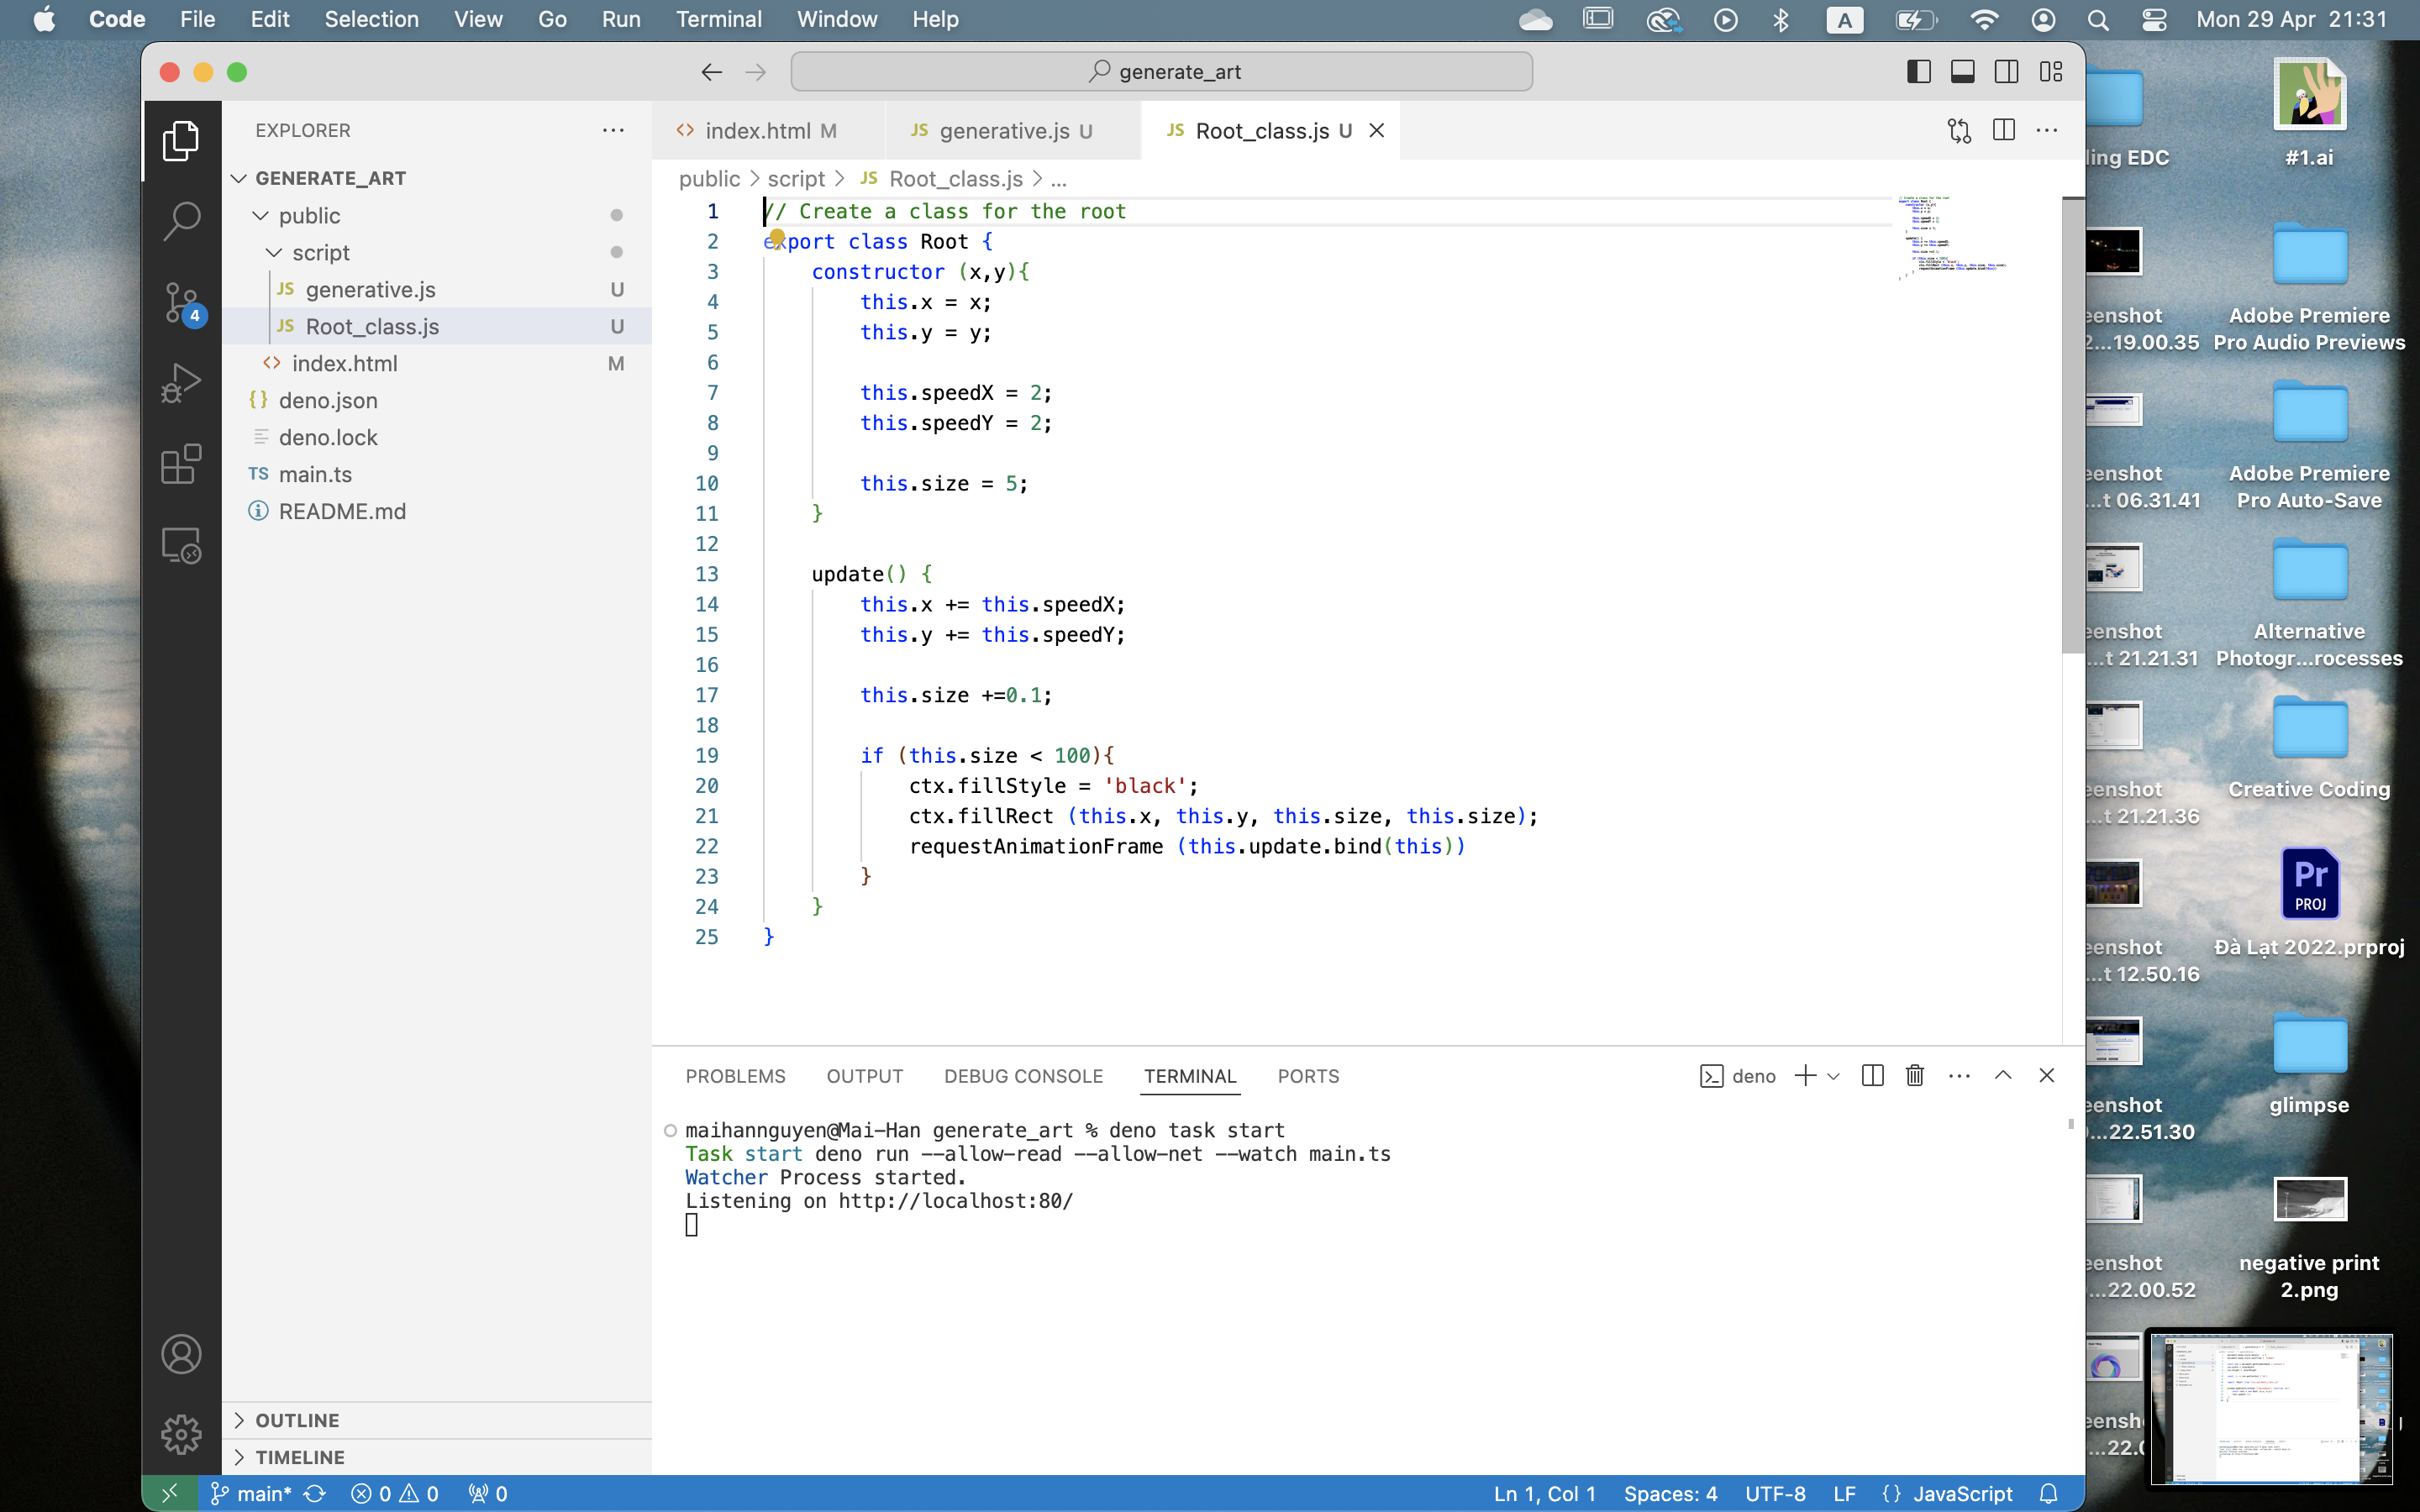 Code File Edit Selection View Go Run Terminal Window Help A Mon 29 Apr 21:31
generate_art
EXPLORER
index.html M
generative.js U
Root_class.js U
GENERATE_ART
public
script
generative.js U
Root_class.js U
index.html M
deno.json
deno.lock
main.ts
README.md
4
OUTLINE
TIMELINE
public > script > JS Root_class.js > ...
1 // Create a class for the root
2 export class Root {
3 constructor (x,y){
4 this.x = x;
5 this.y = y;
6
7 this.speedX = 2;
8 this.speedY = 2;
9
10 this.size = 5;
11 }
12
13 update() {
14 this.x += this.speedX;
15 this.y += this.speedY;
16
17 this.size +=0.1;
18
19 if (this.size < 100){
20 ctx.fillStyle = 'black';
21 ctx.fillRect (this.x, this.y, this.size, this.size);
22 requestAnimationFrame (this.update.bind(this))
23 }
24 }
25 }
PROBLEMS OUTPUT DEBUG CONSOLE TERMINAL PORTS
deno
maihannguyen@Mai-Han generate_art % deno task start
Task start deno run --allow-read --allow-net --watch main.ts
Watcher Process started.
Listening on http://localhost:80/
main* 0 0 0
Ln 1, Col 1 Spaces: 4 UTF-8 LF {} JavaScript
ling EDC
#1.ai
eenshot
2...19.00.35
Adobe Premiere
Pro Audio Previews
eenshot
...t 06.31.41
Adobe Premiere
Pro Auto-Save
eenshot
...t 21.21.31
Alternative
Photogr...rocesses
eenshot
...t 21.21.36
Creative Coding
Pr
PROJ
eenshot
...t 12.50.16
Đà Lạt 2022.prproj
eenshot
...22.51.30
glimpse
eenshot
...22.00.52
negative print
2.png